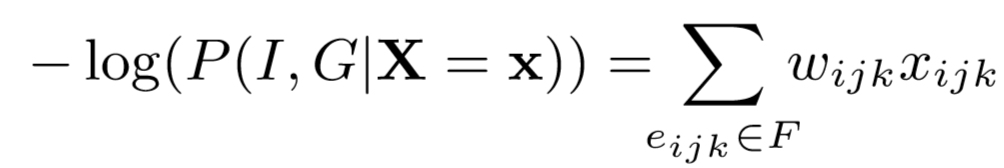 − log(P(I, G|X = x)) = ∑_{e_{ijk}∈F} w_{ijk}x_{ijk}